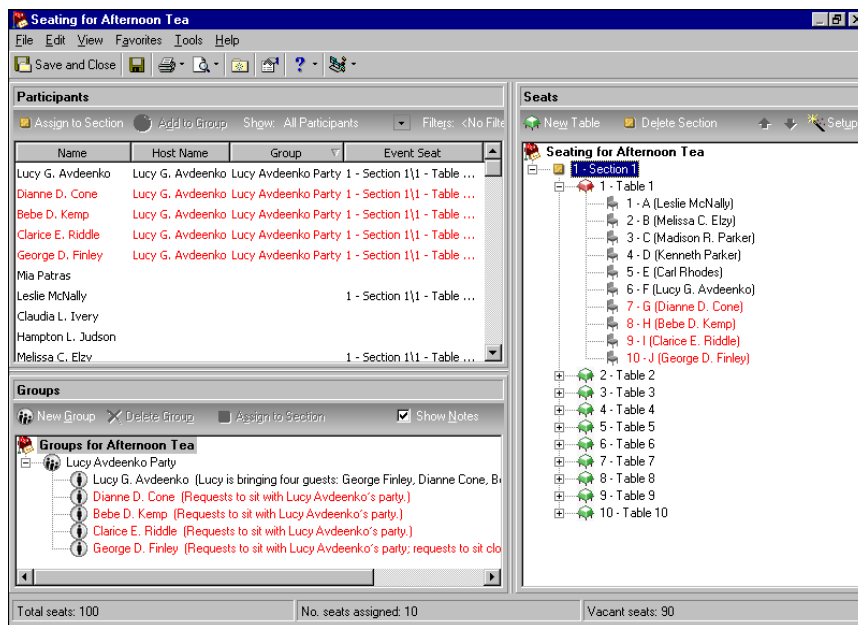 Seating for Afternoon Tea
File Edit View Favorites Tools Help
Save and Close
Participants
Assign to Section Add to Group Show: All Participants Filters: <No Filte
Name Host Name Group Event Seat
Lucy G. Avdeenko Lucy G. Avdeenko Lucy Avdeenko Party 1 - Section 1\1 - Table ...
Dianne D. Cone Lucy G. Avdeenko Lucy Avdeenko Party 1 - Section 1\1 - Table ...
Bebe D. Kemp Lucy G. Avdeenko Lucy Avdeenko Party 1 - Section 1\1 - Table ...
Clarice E. Riddle Lucy G. Avdeenko Lucy Avdeenko Party 1 - Section 1\1 - Table ...
George D. Finley Lucy G. Avdeenko Lucy Avdeenko Party 1 - Section 1\1 - Table ...
Mia Patras
Leslie McNally 1 - Section 1\1 - Table ...
Claudia L. Ivery
Hampton L. Judson
Melissa C. Elzy 1 - Section 1\1 - Table ...
Groups
New Group Delete Group Assign to Section Show Notes
Groups for Afternoon Tea
Lucy Avdeenko Party
Lucy G. Avdeenko (Lucy is bringing four guests: George Finley, Dianne Cone, B
Dianne D. Cone (Requests to sit with Lucy Avdeenko's party.)
Bebe D. Kemp (Requests to sit with Lucy Avdeenko's party.)
Clarice E. Riddle (Requests to sit with Lucy Avdeenko's party.)
George D. Finley (Requests to sit with Lucy Avdeenko's party; requests to sit clo
Seats
New Table Delete Section Setup
Seating for Afternoon Tea
1 - Section 1
1 - Table 1
1 - A (Leslie McNally)
2 - B (Melissa C. Elzy)
3 - C (Madison R. Parker)
4 - D (Kenneth Parker)
5 - E (Carl Rhodes)
6 - F (Lucy G. Avdeenko)
7 - G (Dianne D. Cone)
8 - H (Bebe D. Kemp)
9 - I (Clarice E. Riddle)
10 - J (George D. Finley)
2 - Table 2
3 - Table 3
4 - Table 4
5 - Table 5
6 - Table 6
7 - Table 7
8 - Table 8
9 - Table 9
10 - Table 10
Total seats: 100 No. seats assigned: 10 Vacant seats: 90